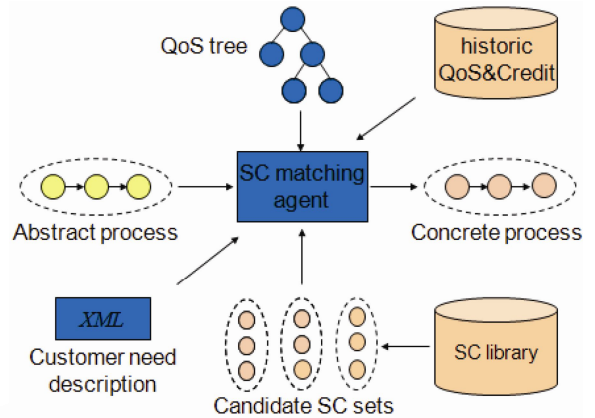 QoS tree
historic
QoS&Credit
SC matching
agent
Abstract process
Concrete process
XML
Customer need
description
Candidate SC sets
SC library